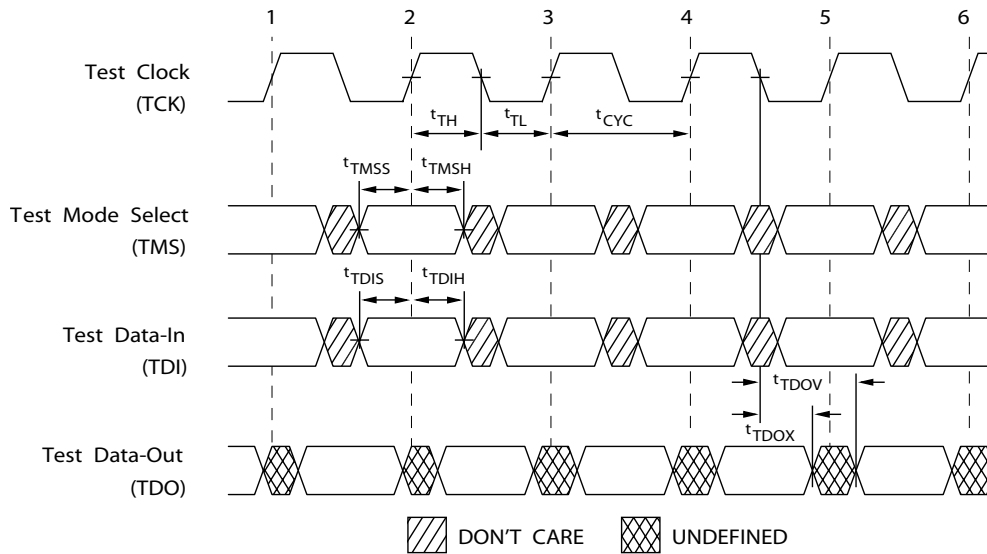 1 2 3 4 5 6
Test Clock
(TCK)
tTH tTL tCYC
tTMSS tTMSH
Test Mode Select
(TMS)
tTDIS tTDIH
Test Data-In
(TDI)
tTDOV
tTDOX
Test Data-Out
(TDO)
DON'T CARE UNDEFINED